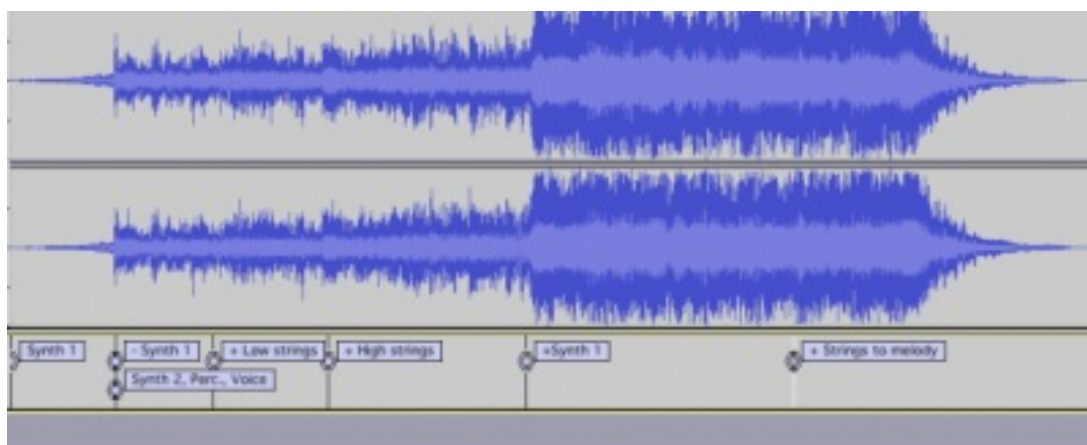 Synth 1
- Synth 1
+ Low strings
+ High strings
+Synth 1
+ Strings to melody
Synth 2, Perc., Voice